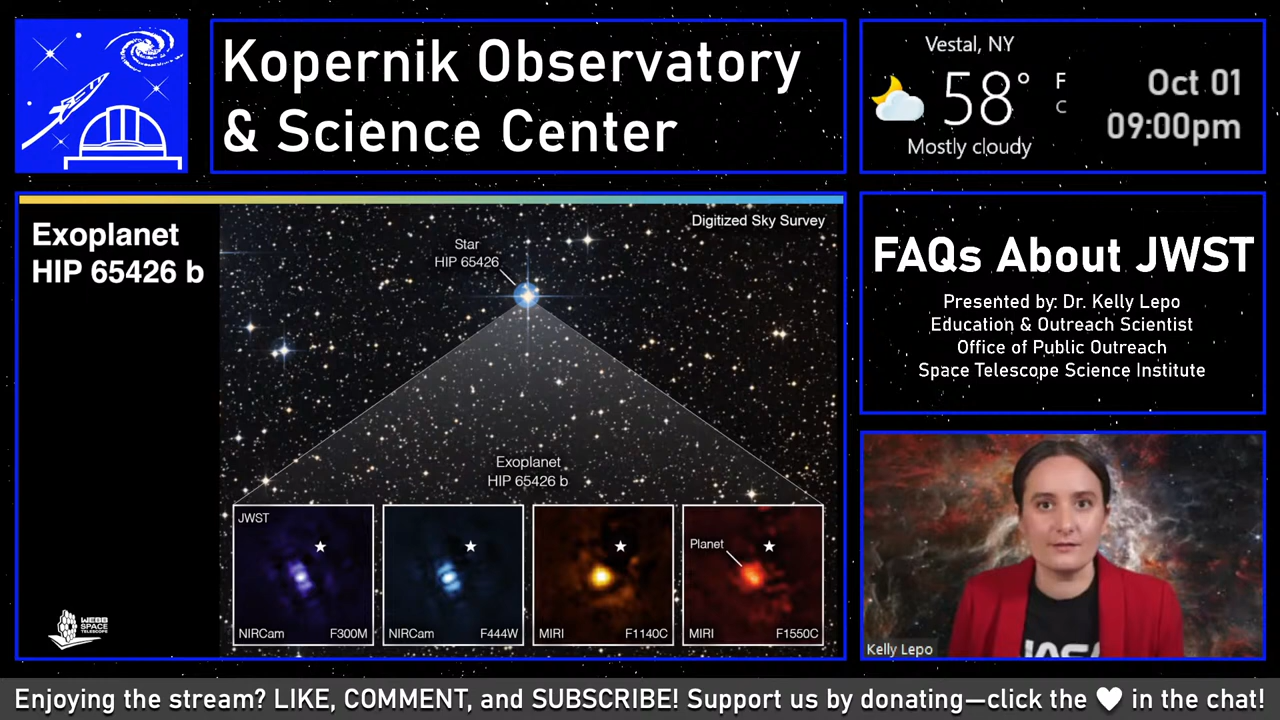 Kopernik Observatory
& Science Center
Vestal, NY
58°
F
C
Mostly cloudy
Oct 01
09:00pm
Exoplanet
HIP 65426 b
Digitized Sky Survey
Star
HIP 65426
Exoplanet
HIP 65426 b
JWST
NIRCam
F300M
NIRCam
F444W
MIRI
F1140C
Planet
MIRI
F1550C
WEBB
SPACE
TELESCOPE
FAQs About JWST
Presented by: Dr. Kelly Lepo
Education & Outreach Scientist
Office of Public Outreach
Space Telescope Science Institute
Kelly Lepo
Enjoying the stream? LIKE, COMMENT, and SUBSCRIBE! Support us by donating—click the ♥ in the chat!